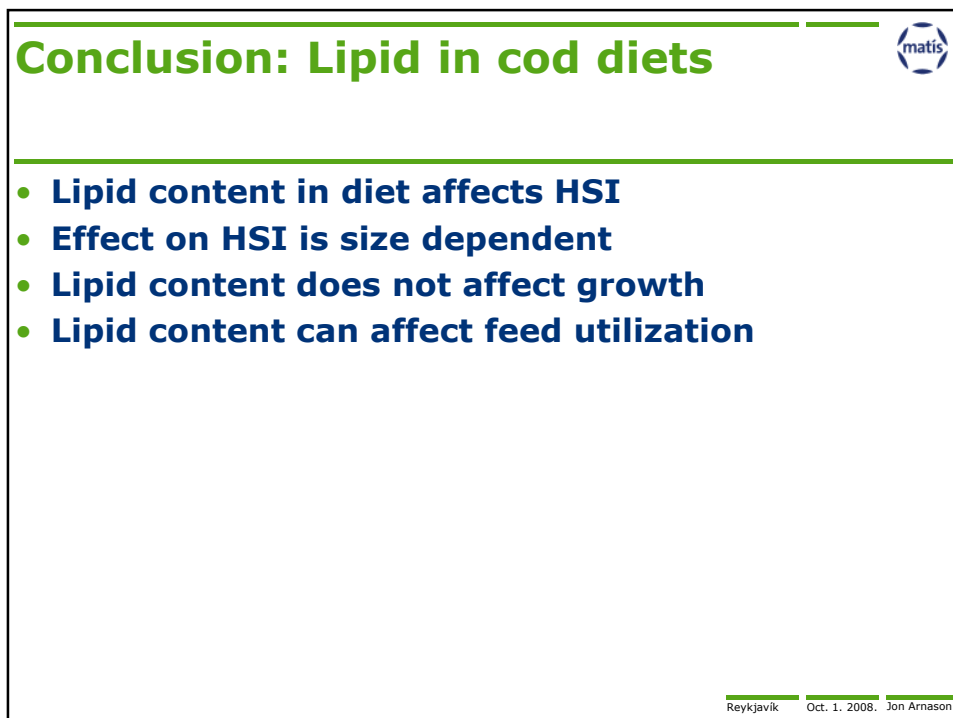 Conclusion: Lipid in cod diets
matís
• Lipid content in diet affects HSI
• Effect on HSI is size dependent
• Lipid content does not affect growth
• Lipid content can affect feed utilization
Reykjavík Oct. 1. 2008. Jon Arnason